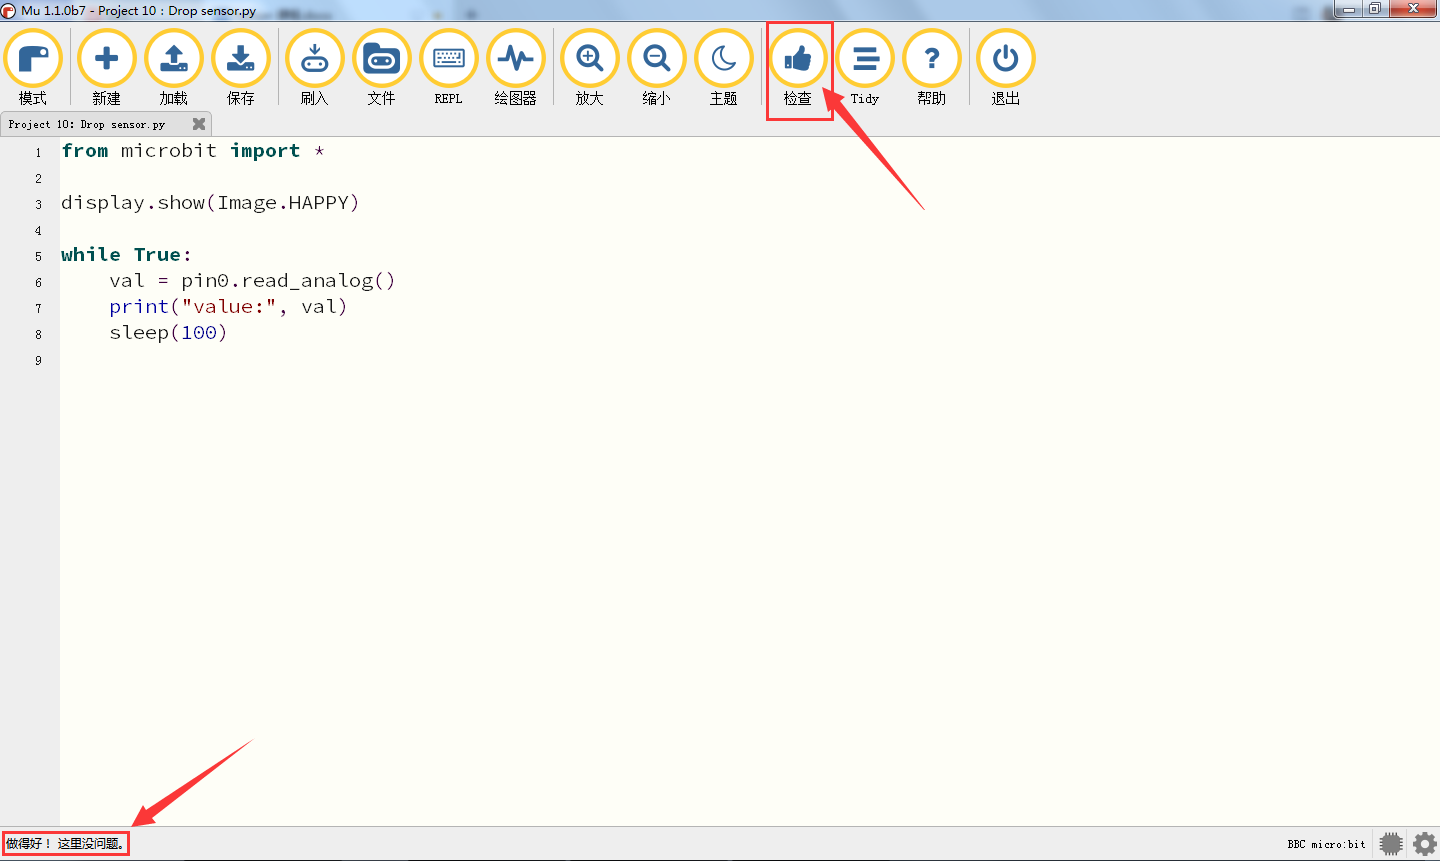 Mu 1.1.0b7 - Project 10 : Drop sensor.py
模式 新建 加载 保存 刷入 文件 REPL 绘图器 放大 缩小 主题 检查 Tidy 帮助 退出
Project 10: Drop sensor.py
1 from microbit import *
2
3 display.show(Image.HAPPY)
4
5 while True:
6 val = pin0.read_analog()
7 print("value:", val)
8 sleep(100)
9
做得好！ 这里没问题。 BBC micro:bit